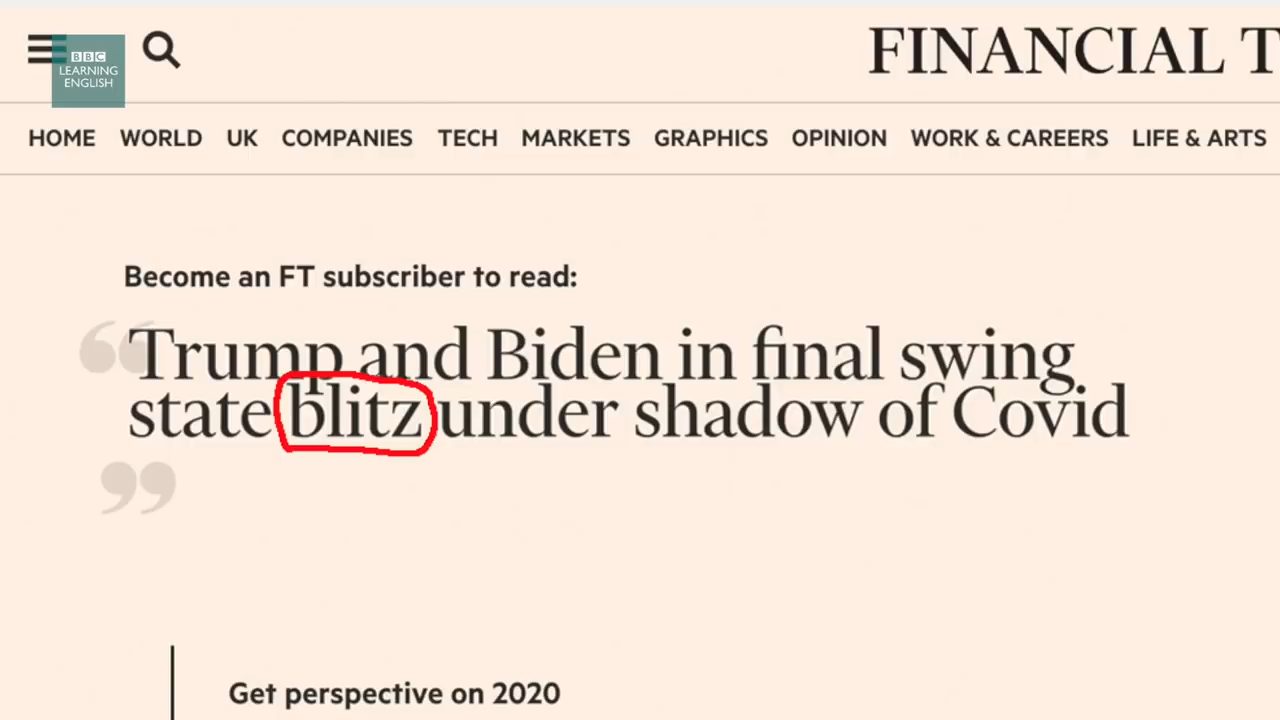 BBC
LEARNING
ENGLISH
FINANCIAL T
HOME WORLD UK COMPANIES TECH MARKETS GRAPHICS OPINION WORK & CAREERS LIFE & ARTS
Become an FT subscriber to read:
“Trump and Biden in final swing
state blitz under shadow of Covid
”
Get perspective on 2020